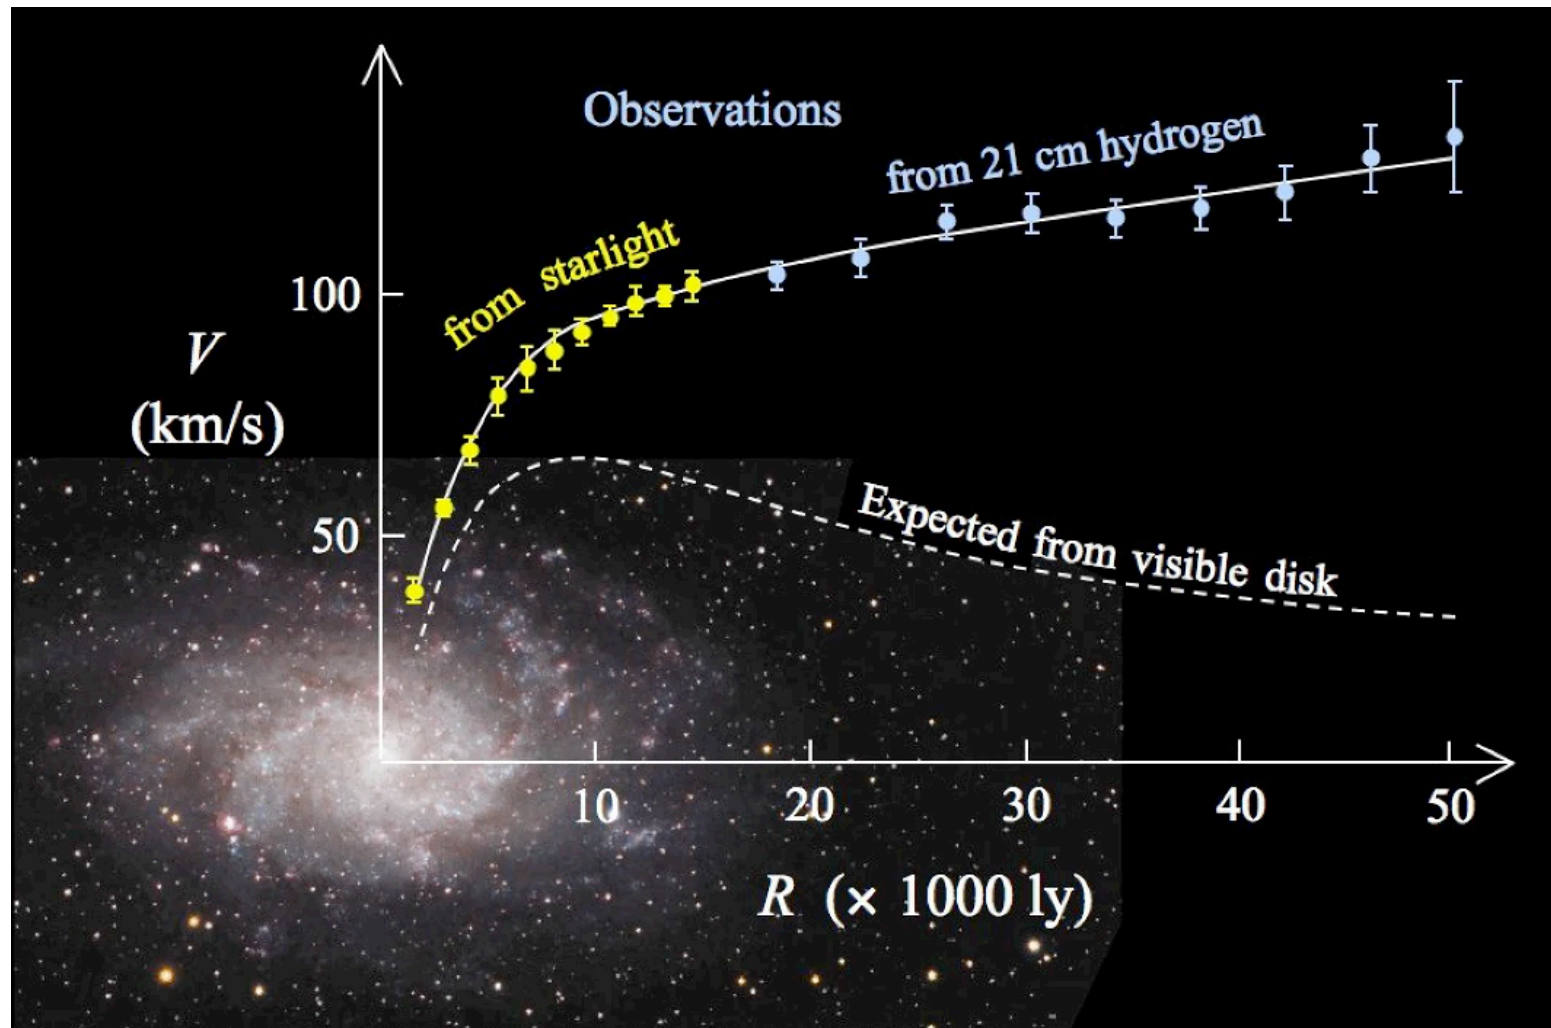 Observations
from 21 cm hydrogen
from starlight
100
V
(km/s)
50
Expected from visible disk
10 20 30 40 50
R (× 1000 ly)